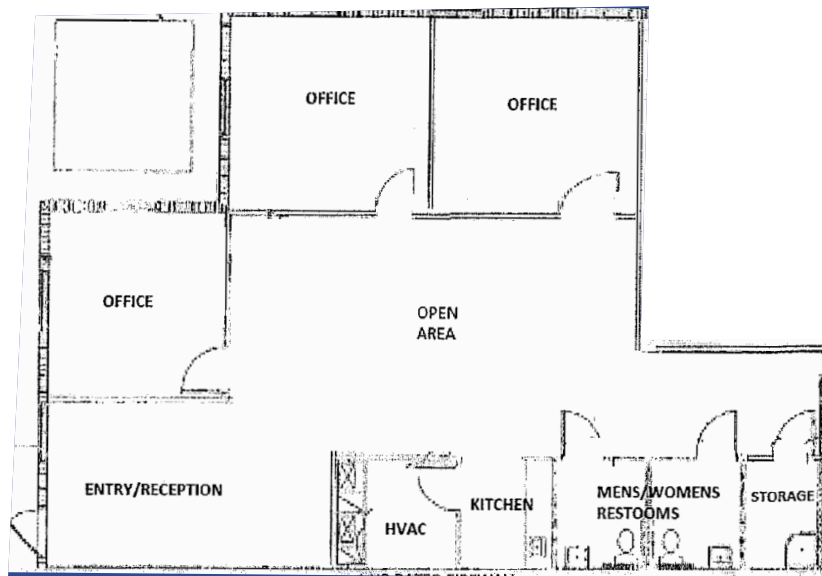 OFFICE
OFFICE
OFFICE
OPEN
AREA
ENTRY/RECEPTION
HVAC
KITCHEN
MENS/WOMENS
RESTOOMS
STORAGE